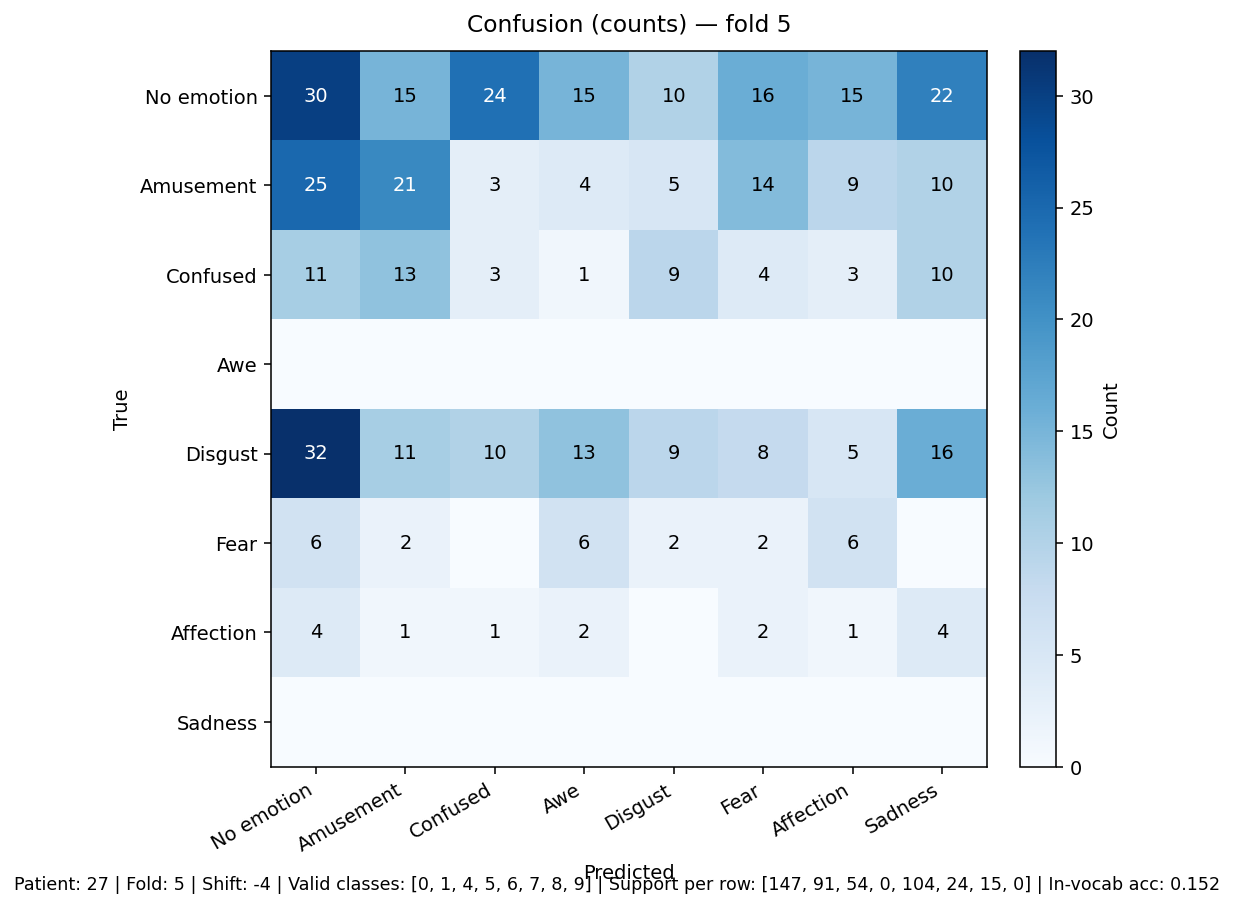 Confusion (counts) — fold 5
No emotion 30 15 24 15 10 16 15 22
Amusement 25 21 3 4 5 14 9 10
Confused 11 13 3 1 9 4 3 10
Awe
Disgust 32 11 10 13 9 8 5 16
Fear 6 2 6 2 2 6
Affection 4 1 1 2 2 1 4
Sadness
True
No emotion Amusement Confused Awe Disgust Fear Affection Sadness
Predicted
30
25
20
15
10
5
0
Count
Patient: 27 | Fold: 5 | Shift: -4 | Valid classes: [0, 1, 4, 5, 6, 7, 8, 9] | Support per row: [147, 91, 54, 0, 104, 24, 15, 0] | In-vocab acc: 0.152